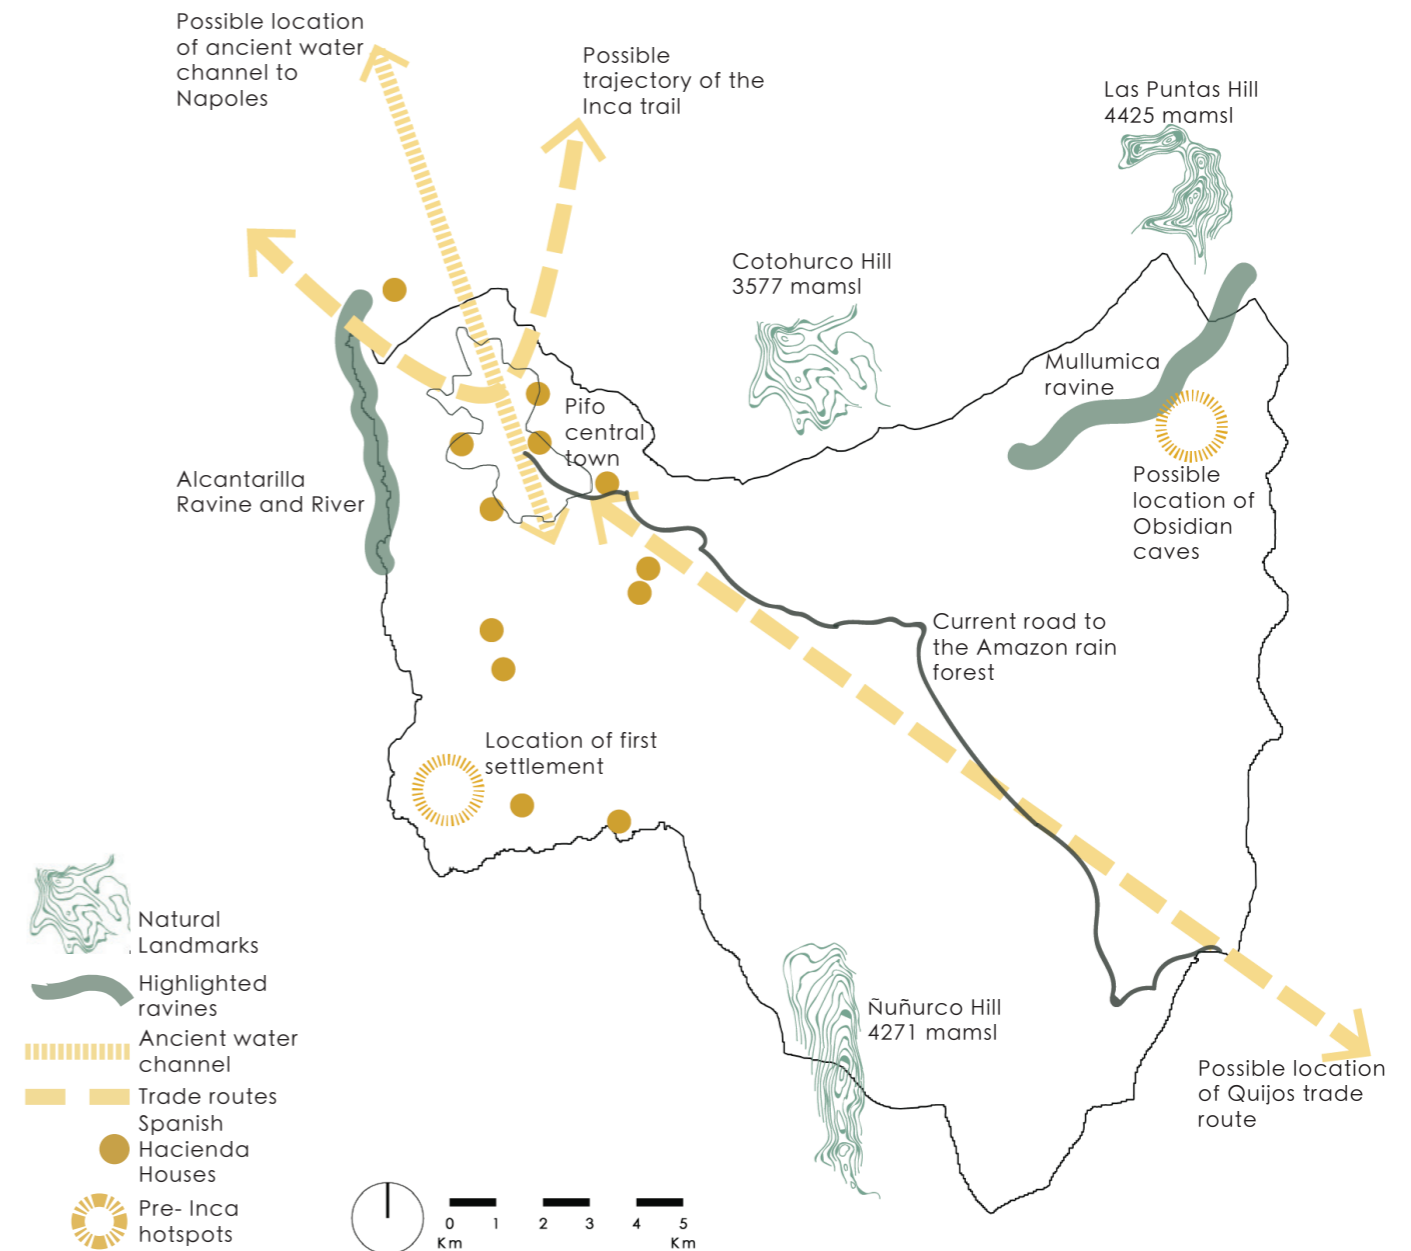 Possible location
of ancient water
channel to
Napoles
Possible
trajectory of the
Inca trail
Las Puntas Hill
4425 mamsl
Cotohurco Hill
3577 mamsl
Mullumica
ravine
Pifo
central
town
Alcantarilla
Ravine and River
Possible
location of
Obsidian
caves
Current road to
the Amazon rain
forest
Location of first
settlement
Ñuñurco Hill
4271 mamsl
Possible location
of Quijos trade
route
Natural
Landmarks
Highlighted
ravines
Ancient water
channel
Trade routes
Spanish
Hacienda
Houses
Pre- Inca
hotspots
0 1 2 3 4 5
Km Km